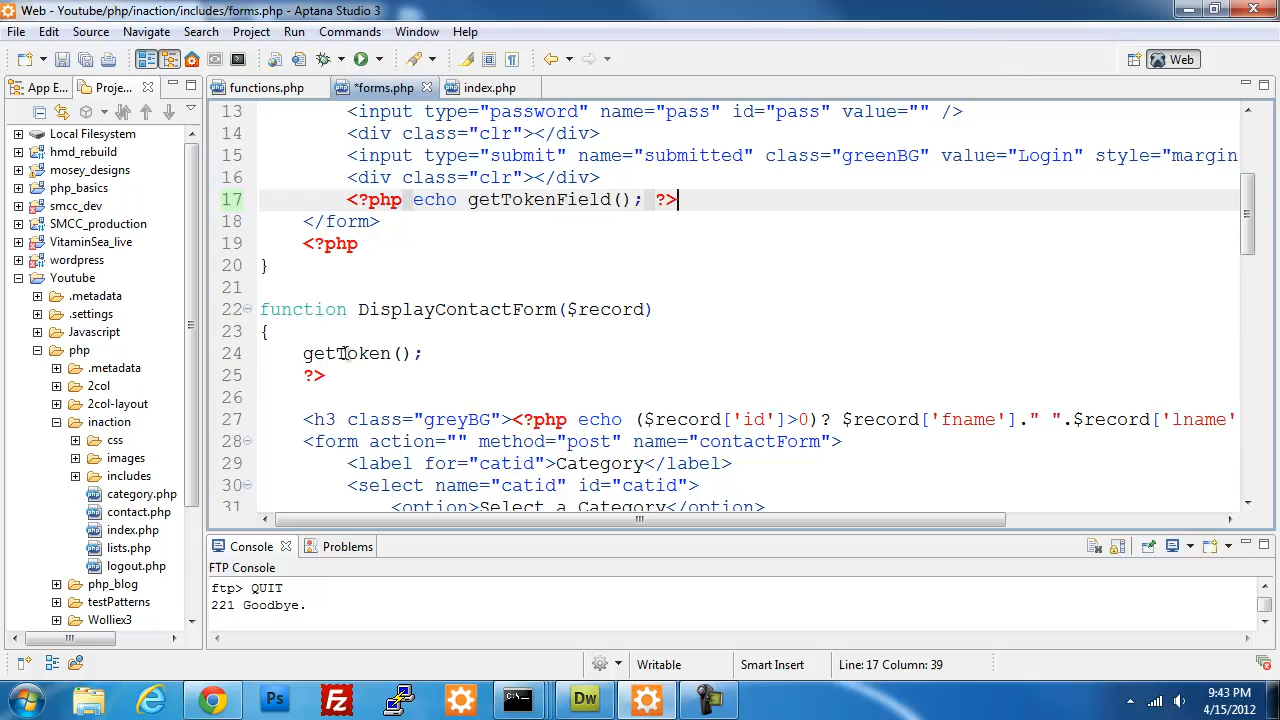 Web - Youtube/php/inaction/includes/forms.php - Aptana Studio 3
File Edit Source Navigate Search Project Run Commands Window Help
Web
App E... Proje...
functions.php *forms.php index.php
Local Filesystem
hmd_rebuild
mosey_designs
php_basics
smcc_dev
SMCC_production
VitaminSea_live
wordpress
Youtube
.metadata
.settings
Javascript
php
.metadata
2col
2col-layout
inaction
css
images
includes
category.php
contact.php
index.php
lists.php
logout.php
php_blog
testPatterns
Wolliex3
13 <input type="password" name="pass" id="pass" value="" />
14 <div class="clr"></div>
15 <input type="submit" name="submitted" class="greenBG" value="Login" style="margin
16 <div class="clr"></div>
17 <?php echo getTokenField(); ?>
18 </form>
19 <?php
20 }
21
22 function DisplayContactForm($record)
23 {
24 getToken();
25 ?>
26
27 <h3 class="greyBG"><?php echo ($record['id']>0)? $record['fname']." ".$record['lname'
28 <form action="" method="post" name="contactForm">
29 <label for="catid">Category</label>
30 <select name="catid" id="catid">
31 <option>Select a Category</option>
Console Problems
FTP Console
ftp> QUIT
221 Goodbye.
Writable Smart Insert Line: 17 Column: 39
Ps Fz Dw
9:43 PM
4/15/2012